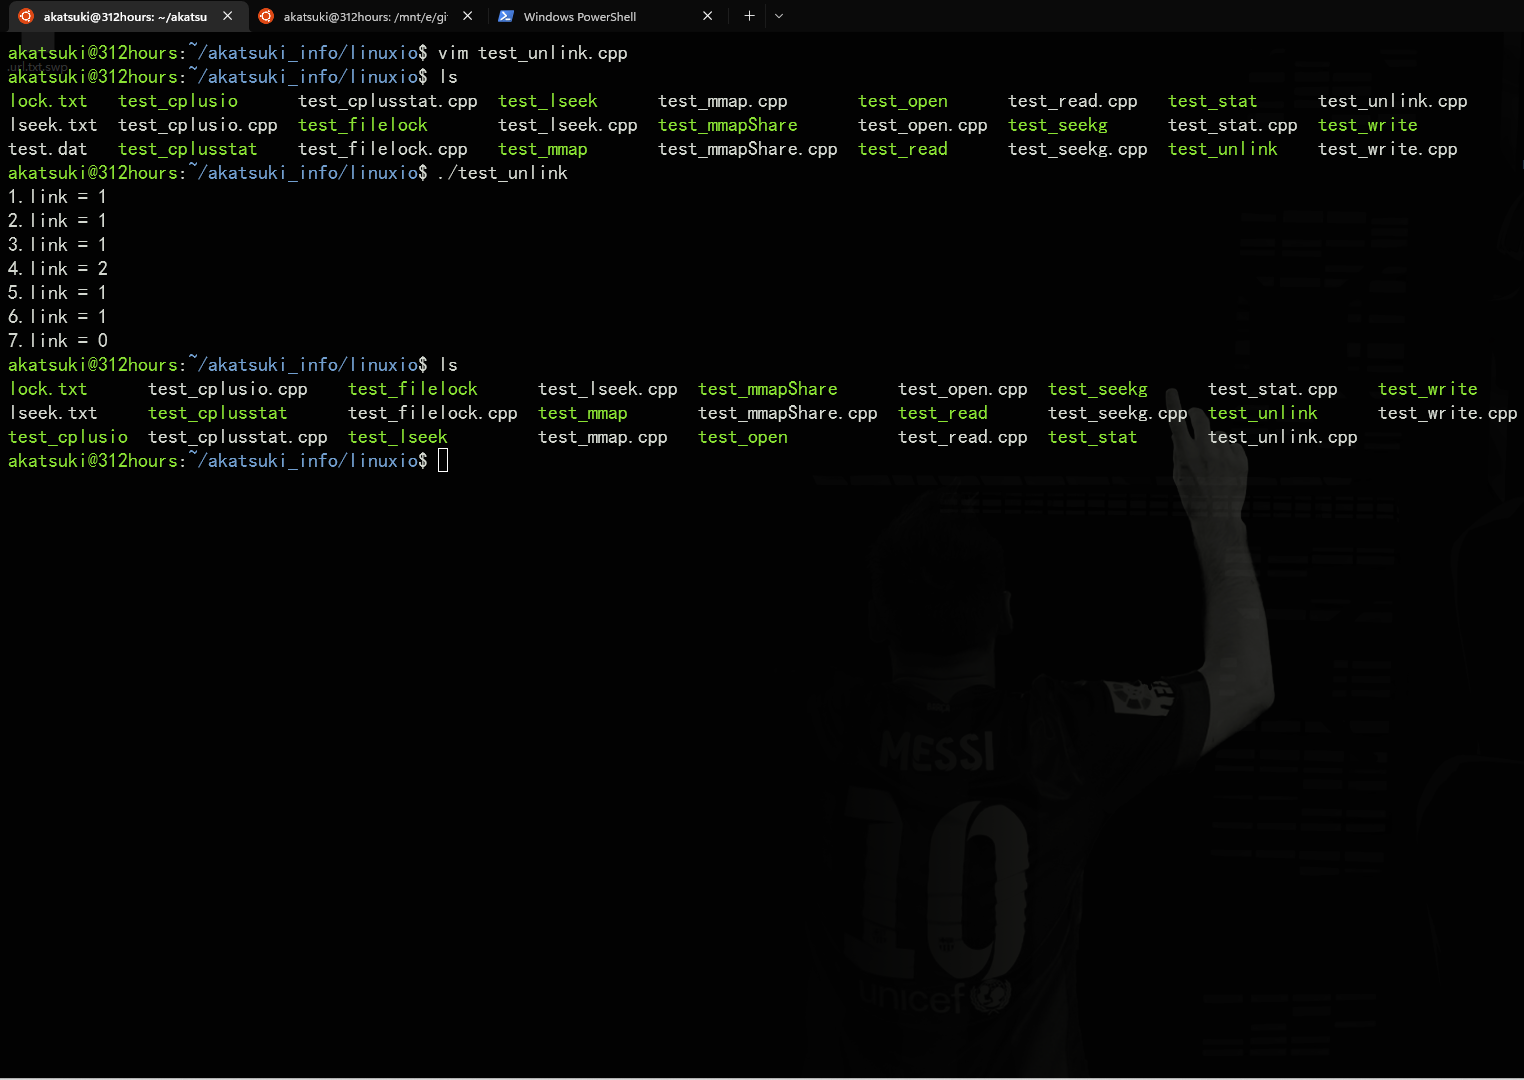 akatsuki@312hours: ~/akatsu
akatsuki@312hours: /mnt/e/gi
Windows PowerShell
akatsuki@312hours:~/akatsuki_info/linuxio$ vim test_unlink.cpp
.url.txt.swp
akatsuki@312hours:~/akatsuki_info/linuxio$ ls
lock.txt test_cplusio test_cplusstat.cpp test_lseek test_mmap.cpp test_open test_read.cpp test_stat test_unlink.cpp
lseek.txt test_cplusio.cpp test_filelock test_lseek.cpp test_mmapShare test_open.cpp test_seekg test_stat.cpp test_write
test.dat test_cplusstat test_filelock.cpp test_mmap test_mmapShare.cpp test_read test_seekg.cpp test_unlink test_write.cpp
akatsuki@312hours:~/akatsuki_info/linuxio$ ./test_unlink
1.link = 1
2.link = 1
3.link = 1
4.link = 2
5.link = 1
6.link = 1
7.link = 0
akatsuki@312hours:~/akatsuki_info/linuxio$ ls
lock.txt test_cplusio.cpp test_filelock test_lseek.cpp test_mmapShare test_open.cpp test_seekg test_stat.cpp test_write
lseek.txt test_cplusstat test_filelock.cpp test_mmap test_mmapShare.cpp test_read test_seekg.cpp test_unlink test_write.cpp
test_cplusio test_cplusstat.cpp test_lseek test_mmap.cpp test_open test_read.cpp test_stat test_unlink.cpp
akatsuki@312hours:~/akatsuki_info/linuxio$
MESSI
10
unicef